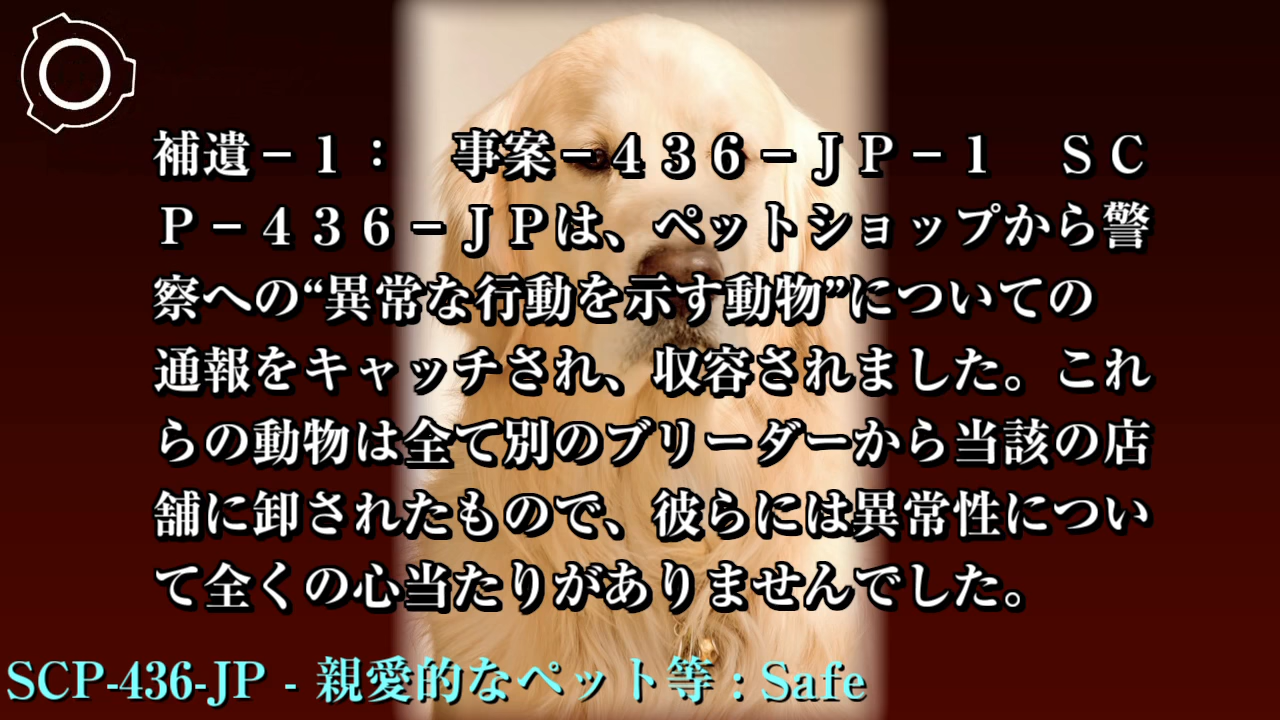 補遺－１：　事案－４３６－ＪＰ－１　ＳＣ
Ｐ－４３６－ＪＰは、ペットショップから警
察への“異常な行動を示す動物”についての
通報をキャッチされ、収容されました。これ
らの動物は全て別のブリーダーから当該の店
舗に卸されたもので、彼らには異常性につい
て全くの心当たりがありませんでした。
SCP-436-JP - 親愛的なペット等 : Safe